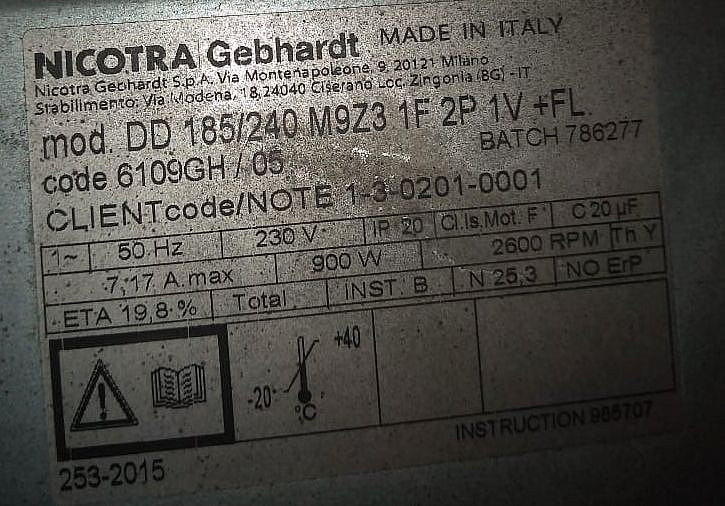 NICOTRA Gebhardt MADE IN ITALY
Nicotra Gebhardt S.p.A. Via Montenapoleone, 9 20121 Milano
Stabilimento: Via Modena, 18,24040 Ciserano Loc. Zingonia (BG) - IT
mod. DD 185/240 M9Z3 1F 2P 1V +FL
BATCH 786277
code 6109GH / 05
CLIENTcode/NOTE 1-3-0201-0001
1~ 50 Hz 230 V IP 20 Cl.Is.Mot. F C 20 µF
7,17 A.max 900 W 2600 RPM Th Y
ETA 19,8 % Total INST. B N 25,3 NO ErP
+40
-20
°C
INSTRUCTION 985707
253-2015